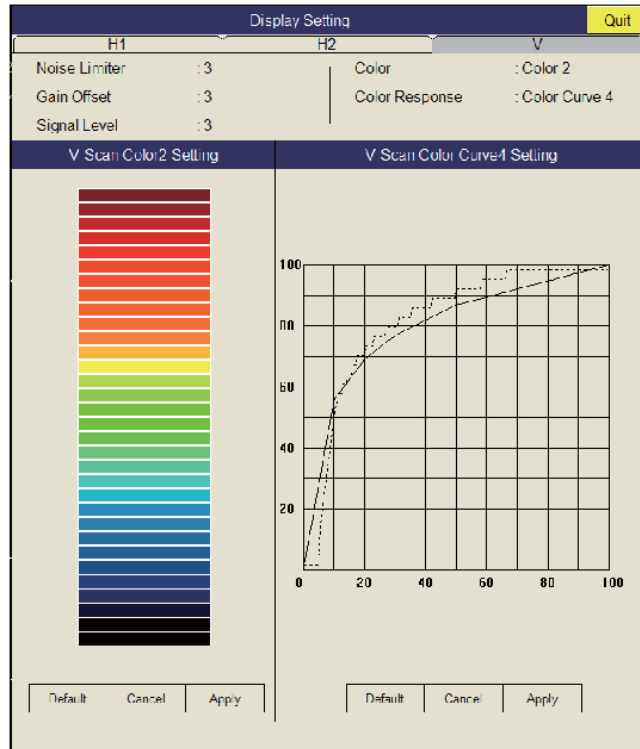 Display Setting
Quit
H1 H2 V
Noise Limiter : 3
Gain Offset : 3
Signal Level : 3
Color : Color 2
Color Response : Color Curve 4
V Scan Color2 Setting
V Scan Color Curve4 Setting
100
80
60
40
20
0 20 40 60 80 100
Default Cancel Apply
Default Cancel Apply